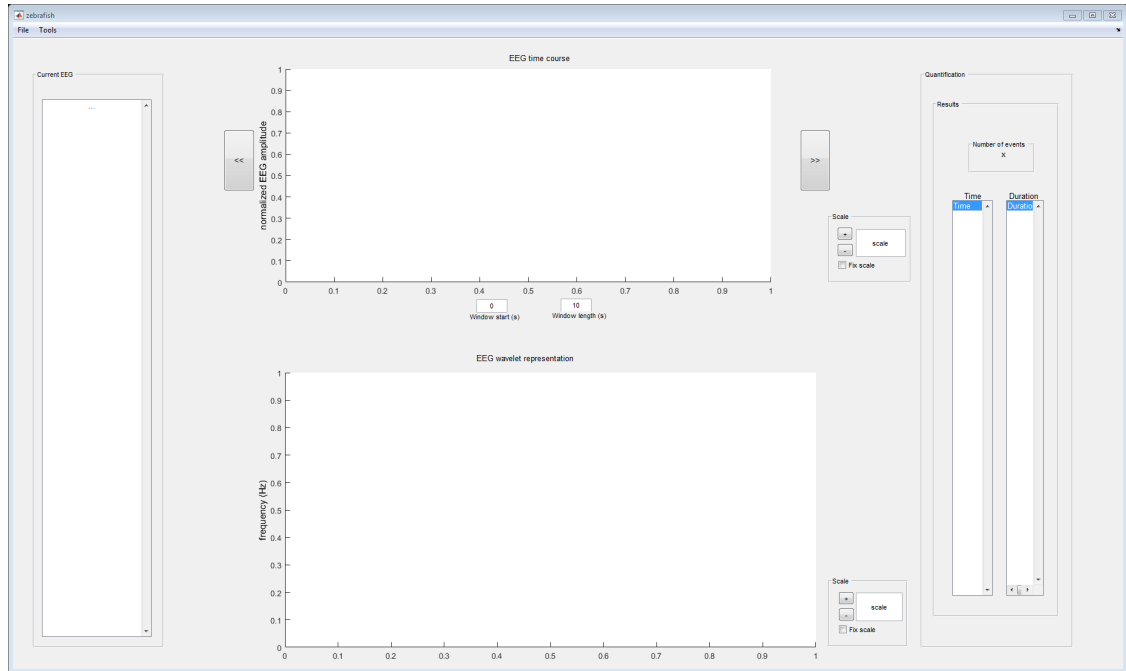 zebrafish
File Tools
Current EEG
...
EEG time course
normalized EEG amplitude
1
0.9
0.8
0.7
0.6
0.5
0.4
0.3
0.2
0.1
0
0 0.1 0.2 0.3 0.4 0.5 0.6 0.7 0.8 0.9 1
<<
>>
0
Window start (s)
10
Window length (s)
Scale
+
-
scale
Fix scale
EEG wavelet representation
frequency (Hz)
1
0.9
0.8
0.7
0.6
0.5
0.4
0.3
0.2
0.1
0
0 0.1 0.2 0.3 0.4 0.5 0.6 0.7 0.8 0.9 1
Scale
+
-
scale
Fix scale
Quantification
Results
Number of events
x
Time Duration
Time Duratio